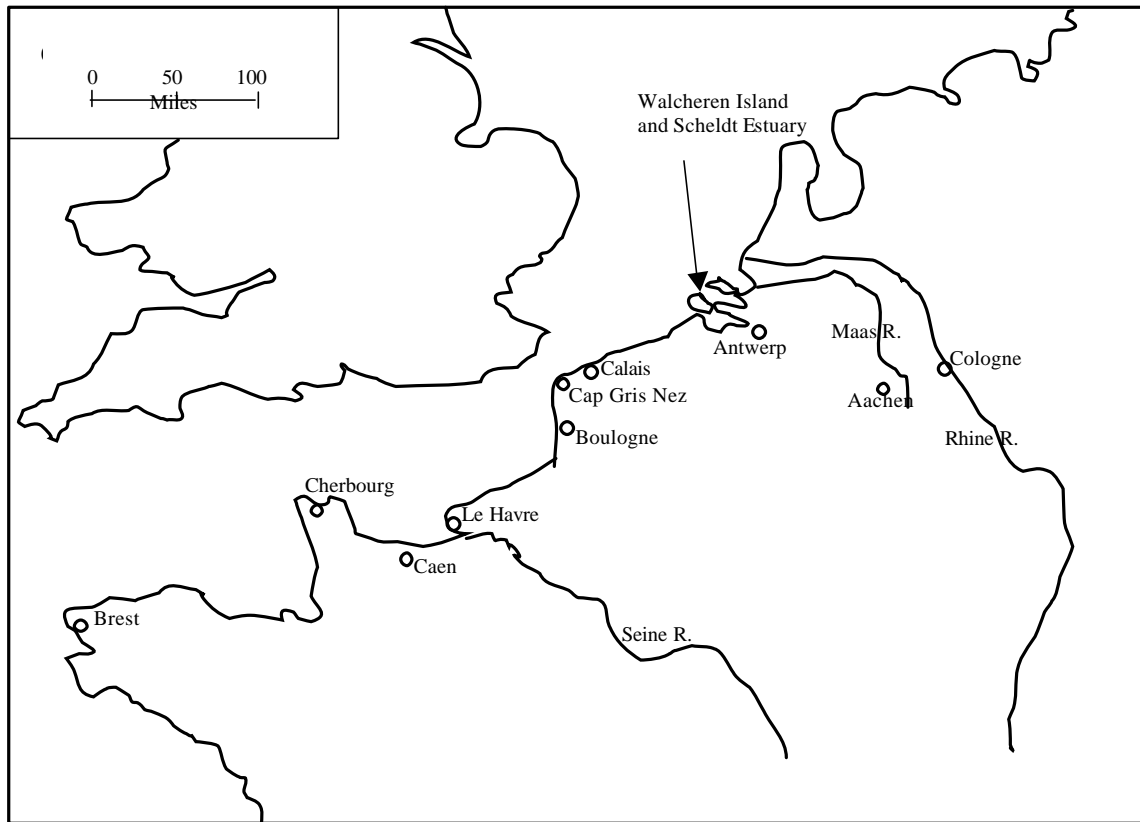 0 50 100
Miles
Walcheren Island
and Scheldt Estuary
Maas R.
Antwerp
Cologne
Calais
Cap Gris Nez
Aachen
Boulogne
Rhine R.
Cherbourg
Le Havre
Caen
Brest
Seine R.